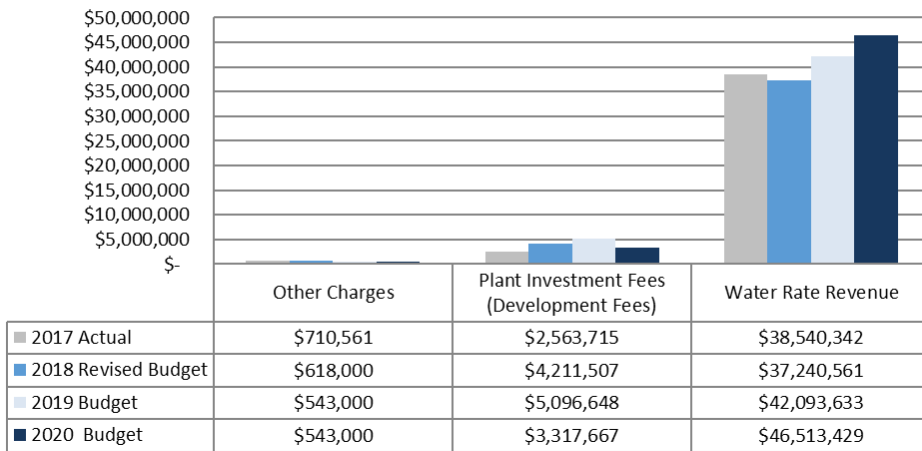 $50,000,000
$45,000,000
$40,000,000
$35,000,000
$30,000,000
$25,000,000
$20,000,000
$15,000,000
$10,000,000
$5,000,000
$-
Other Charges
Plant Investment Fees
(Development Fees)
Water Rate Revenue
2017 Actual $710,561 $2,563,715 $38,540,342
2018 Revised Budget $618,000 $4,211,507 $37,240,561
2019 Budget $543,000 $5,096,648 $42,093,633
2020 Budget $543,000 $3,317,667 $46,513,429